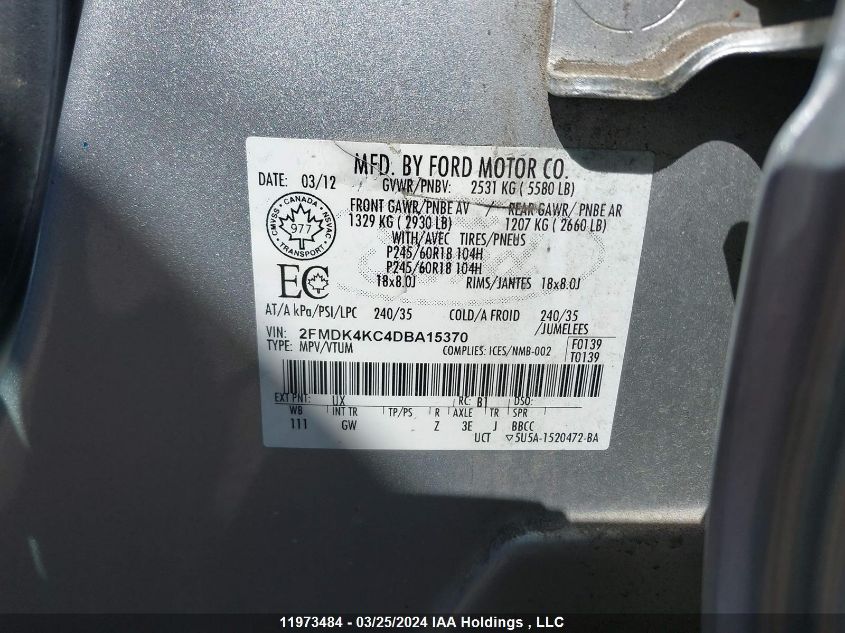 MFD. BY FORD MOTOR CO.
DATE: 03/12 GVWR/PNBV: 2531 KG ( 5580 LB)
FRONT GAWR/PNBE AV / REAR GAWR/ PNBE AR
1329 KG ( 2930 LB) 1207 KG ( 2660 LB)
WITH/AVEC TIRES/PNEUS
P245/60R18 104H
P245/60R18 104H
18x8.0J RIMS/JANTES 18x8.0J
CMVSS - CANADA - NSVAC
977
TRANSPORT
EC
AT/A kPa/PSI/LPC 240/35 COLD/A FROID 240/35
/JUMELEES
VIN: 2FMDK4KC4DBA15370
TYPE: MPV/VTUM COMPLIES: ICES/NMB-002
F0139
T0139
EXT PNT: UX RC: B1 DSO:
WB INT TR TP/PS R AXLE TR SPR
111 GW Z 3E J BBCC
UCT ▽5U5A-1520472-BA
11973484 - 03/25/2024 IAA Holdings , LLC